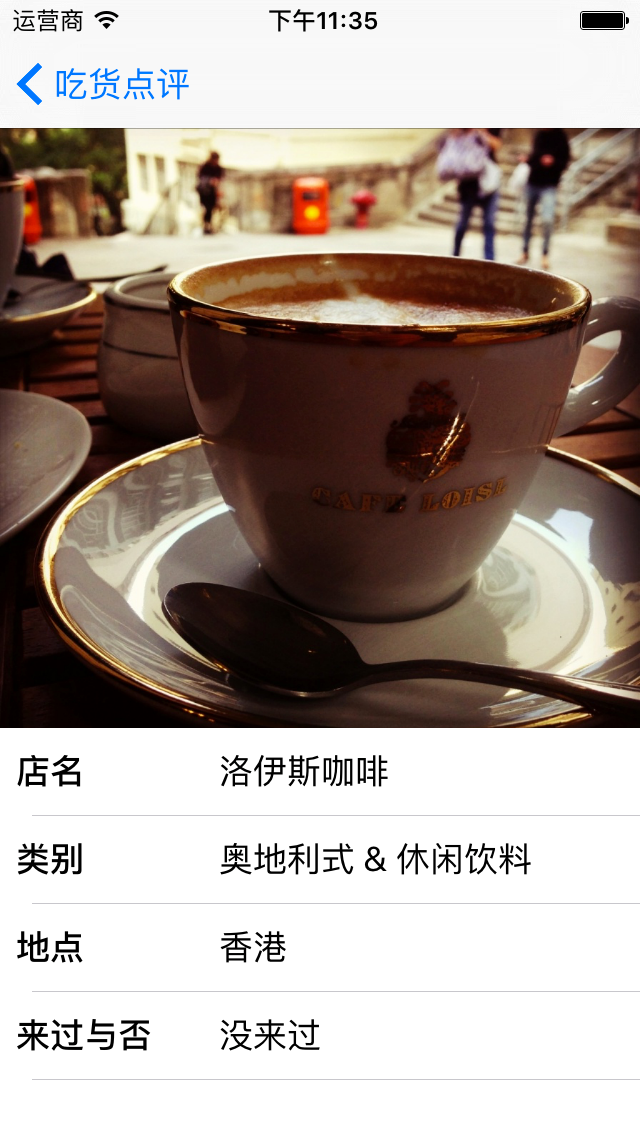 运营商 下午11:35
吃货点评
CAFE LOISL
店名 洛伊斯咖啡
类别 奥地利式 & 休闲饮料
地点 香港
来过与否 没来过